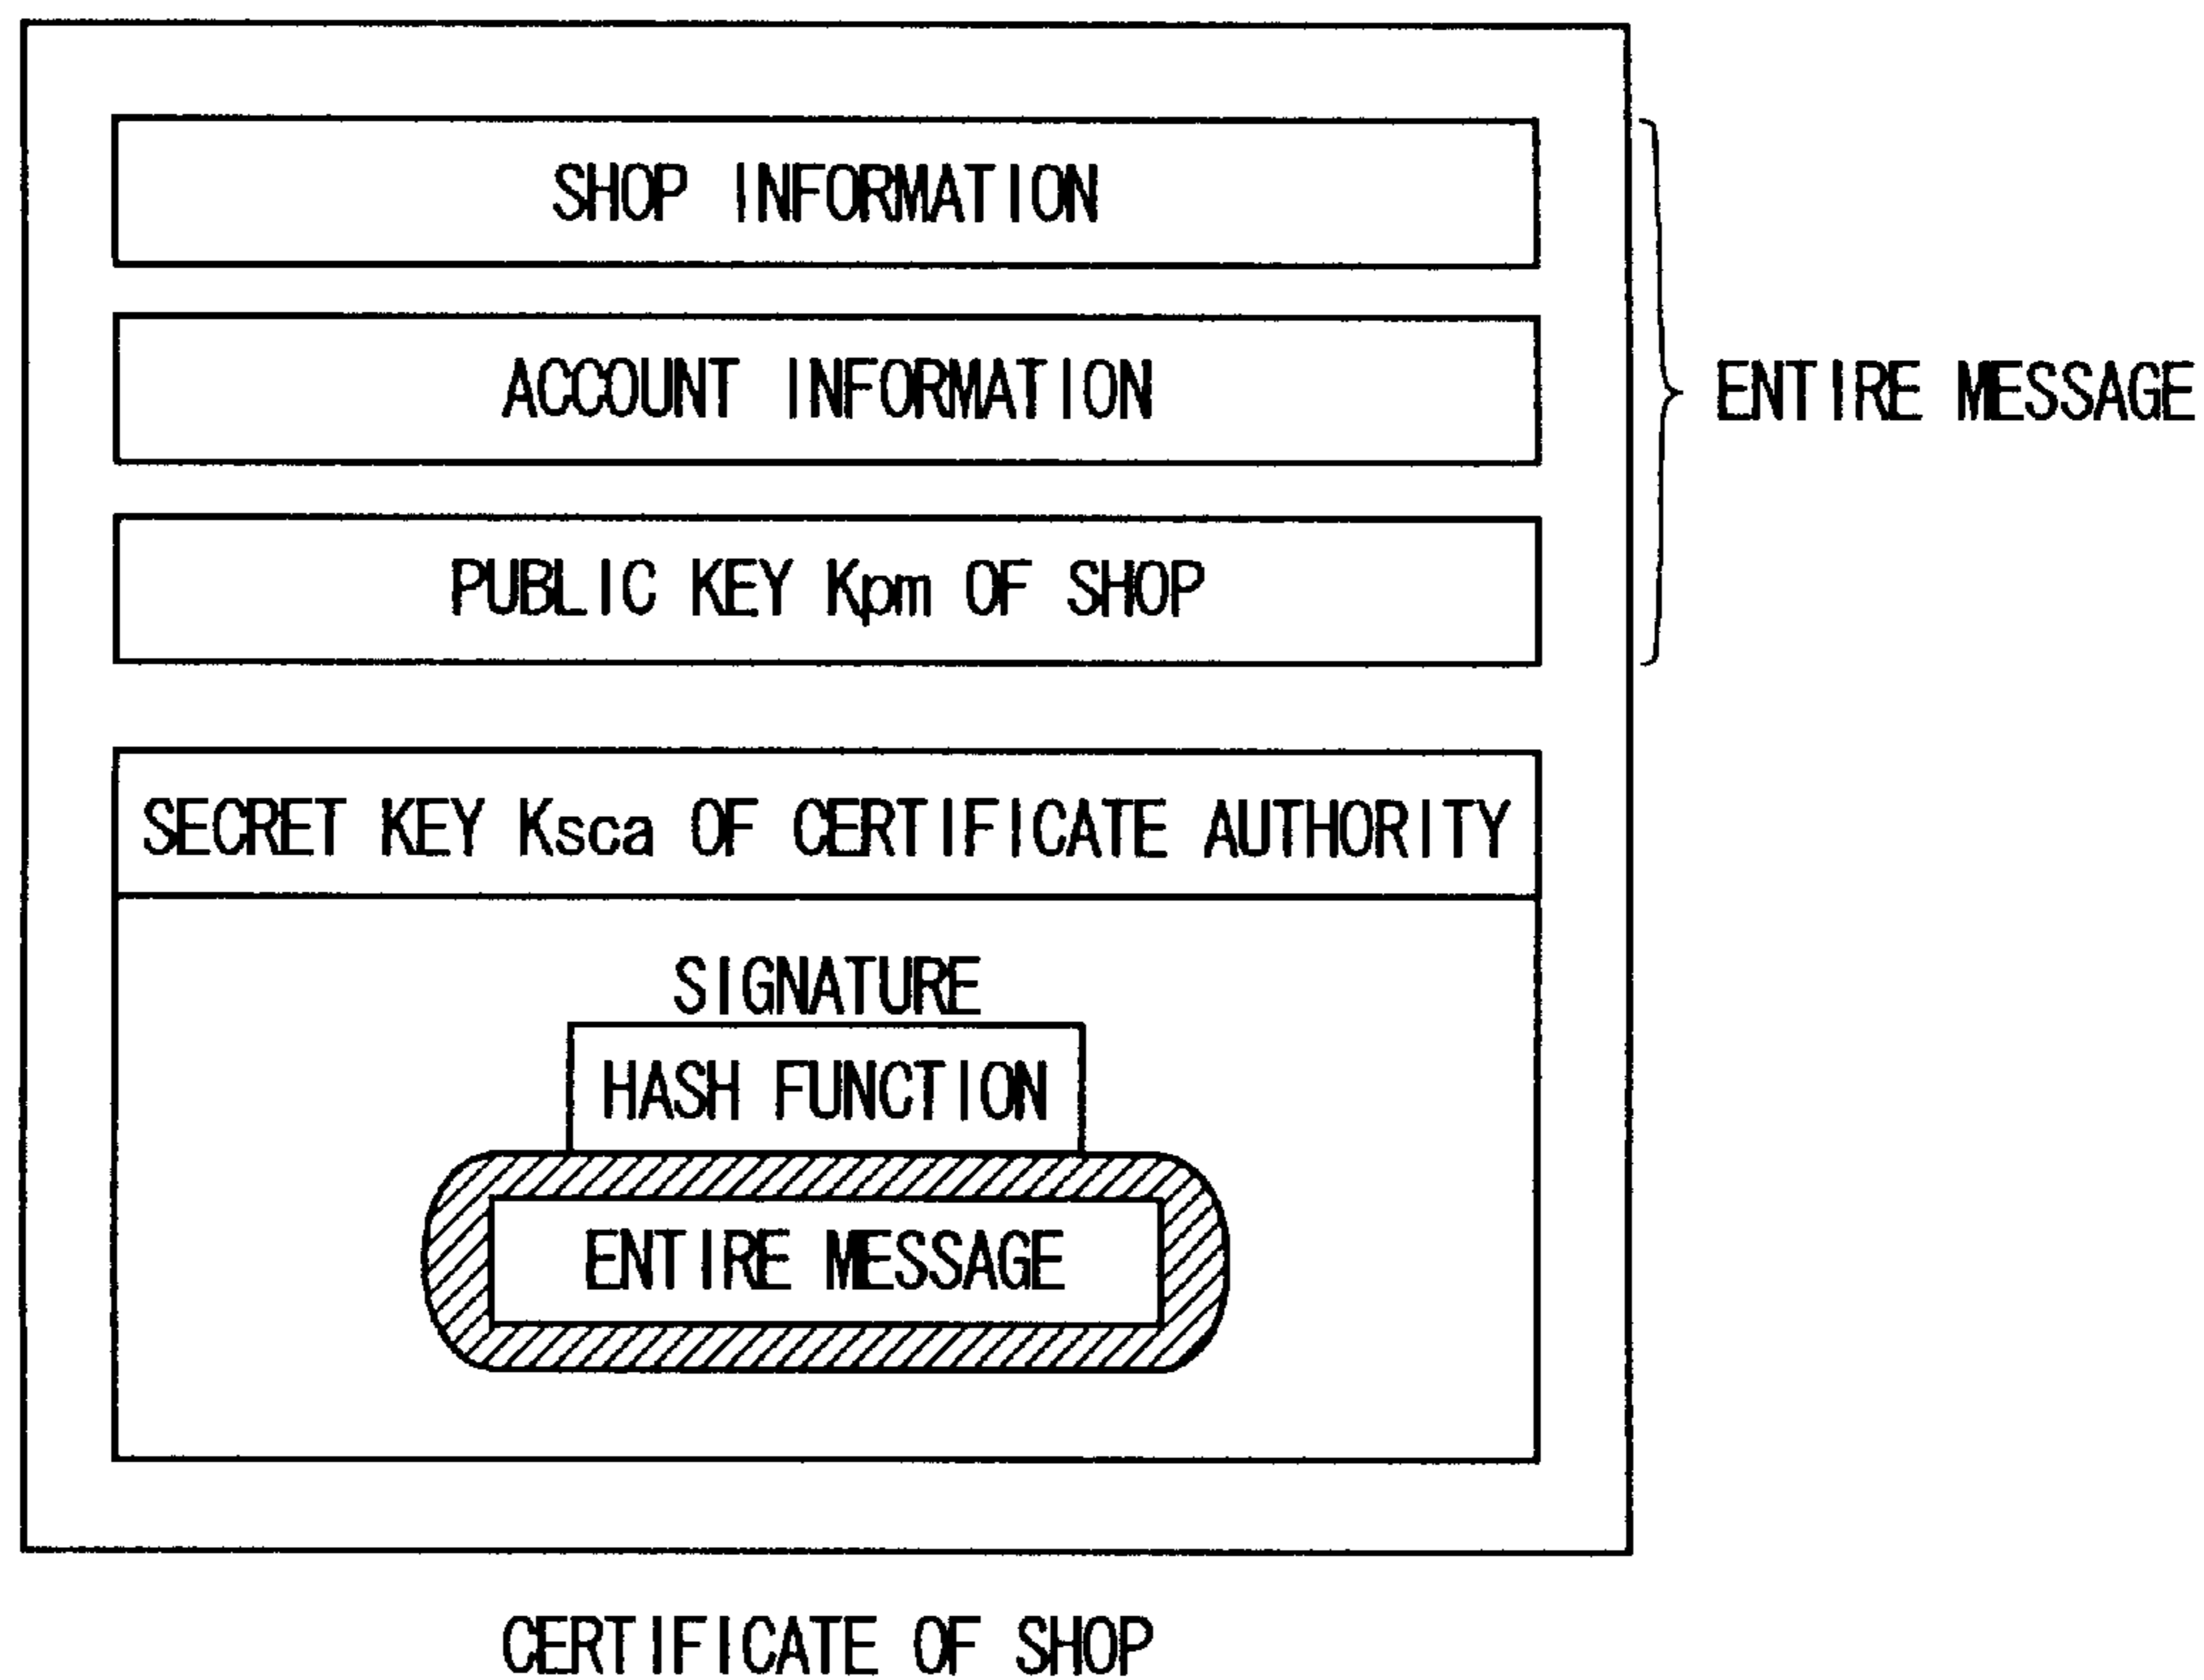 SHOP INFORMATION
ACCOUNT INFORMATION
ENTIRE MESSAGE
PUBLIC KEY Kpm OF SHOP
SECRET KEY Ksca OF CERTIFICATE AUTHORITY
SIGNATURE
HASH FUNCTION
ENTIRE MESSAGE
CERTIFICATE OF SHOP